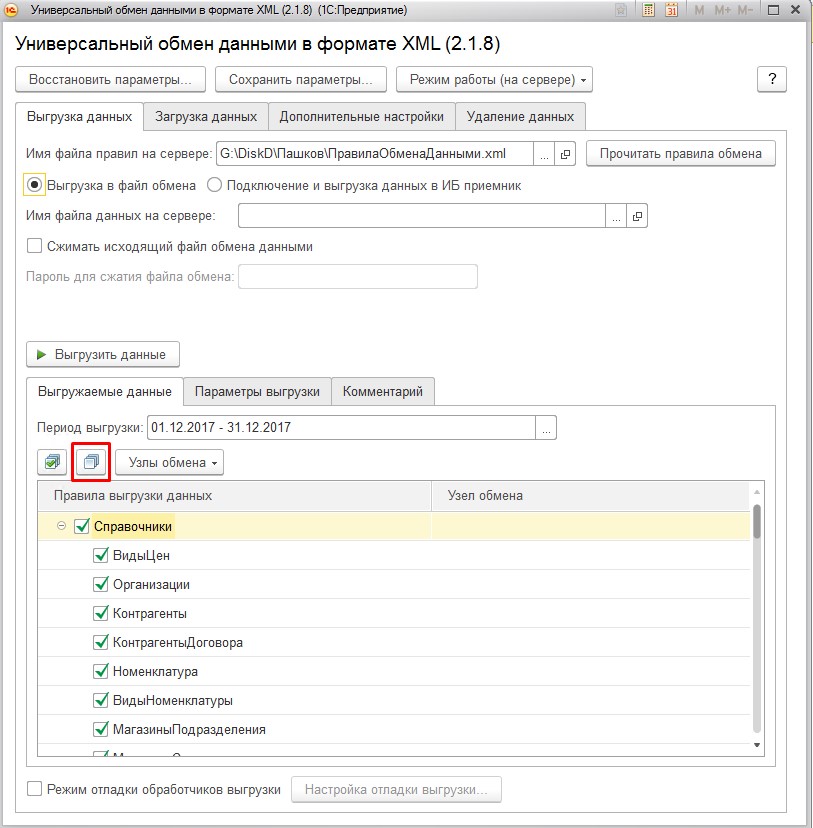 Универсальный обмен данными в формате XML (2.1.8) (1С:Предприятие)
M M+ M-
Универсальный обмен данными в формате XML (2.1.8)
Восстановить параметры... Сохранить параметры... Режим работы (на сервере) ?
Выгрузка данных Загрузка данных Дополнительные настройки Удаление данных
Имя файла правил на сервере: G:\DiskD\Пашков\ПравилаОбменаДанными.xml ... Прочитать правила обмена
Выгрузка в файл обмена Подключение и выгрузка данных в ИБ приемник
Имя файла данных на сервере: ...
Сжимать исходящий файл обмена данными
Пароль для сжатия файла обмена:
Выгрузить данные
Выгружаемые данные Параметры выгрузки Комментарий
Период выгрузки: 01.12.2017 - 31.12.2017 ...
Узлы обмена
Правила выгрузки данных Узел обмена
Справочники
ВидыЦен
Организации
Контрагенты
КонтрагентыДоговора
Номенклатура
ВидыНоменклатуры
МагазиныПодразделения
Режим отладки обработчиков выгрузки Настройка отладки выгрузки...